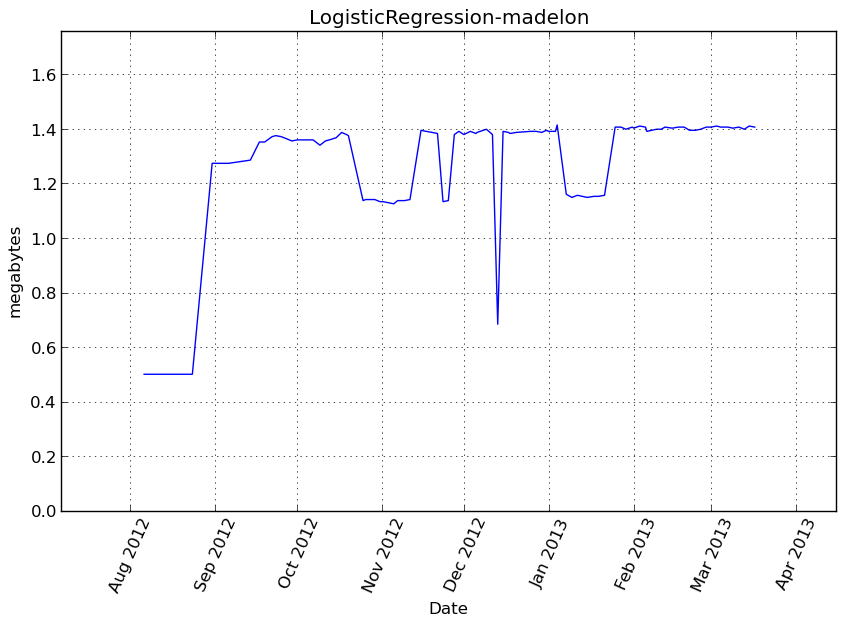 LogisticRegression-madelon
megabytes
1.6
1.4
1.2
1.0
0.8
0.6
0.4
0.2
0.0
Aug 2012
Sep 2012
Oct 2012
Nov 2012
Dec 2012
Jan 2013
Feb 2013
Mar 2013
Apr 2013
Date